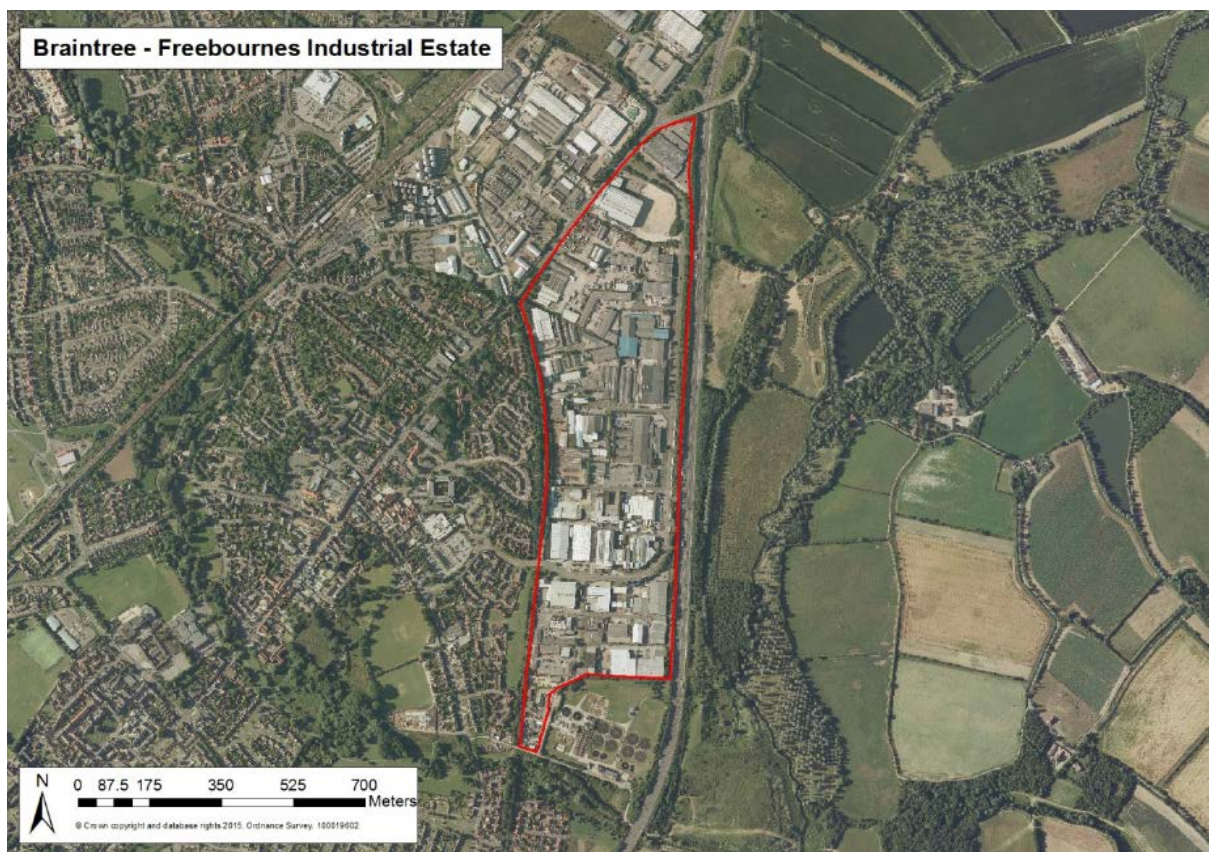 Braintree - Freebournes Industrial Estate
N
0 87.5 175 350 525 700
Meters
© Crown copyright and database rights 2015. Ordnance Survey. 100019602